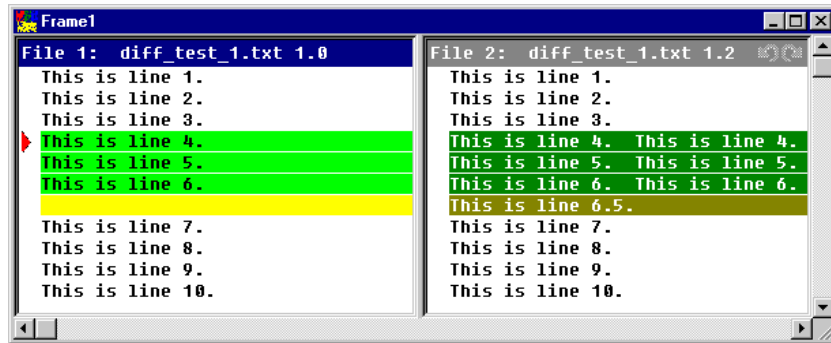 Frame1
File 1:  diff_test_1.txt 1.0
This is line 1.
This is line 2.
This is line 3.
This is line 4.
This is line 5.
This is line 6.
This is line 7.
This is line 8.
This is line 9.
This is line 10.
File 2:  diff_test_1.txt 1.2
This is line 1.
This is line 2.
This is line 3.
This is line 4.  This is line 4.
This is line 5.  This is line 5.
This is line 6.  This is line 6.
This is line 6.5.
This is line 7.
This is line 8.
This is line 9.
This is line 10.